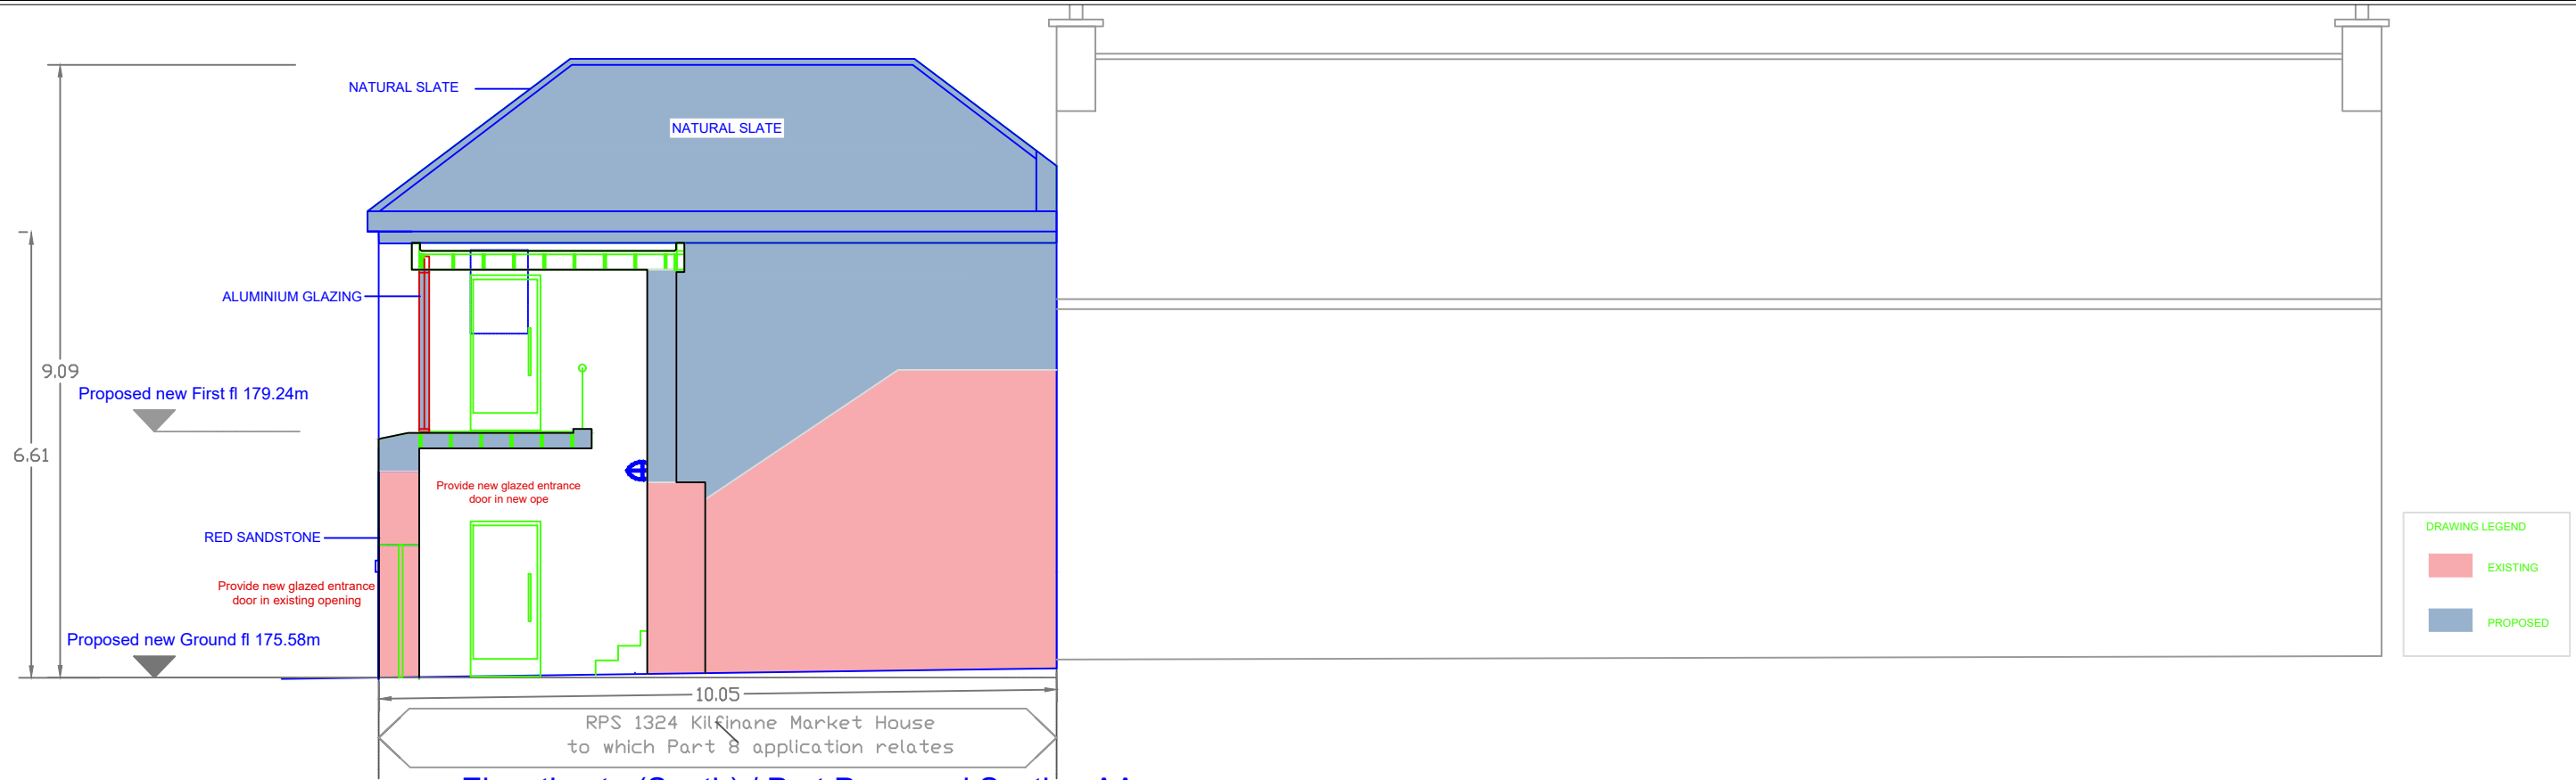 NATURAL SLATE
NATURAL SLATE
ALUMINIUM GLAZING
9.09
Proposed new First fl 179.24m
6.61
Provide new glazed entrance
door in new ope
RED SANDSTONE
DRAWING LEGEND
EXISTING
PROPOSED
Provide new glazed entrance
door in existing opening
Proposed new Ground fl 175.58m
10.05
RPS 1324 Kilfinane Market House
to which Part 8 application relates